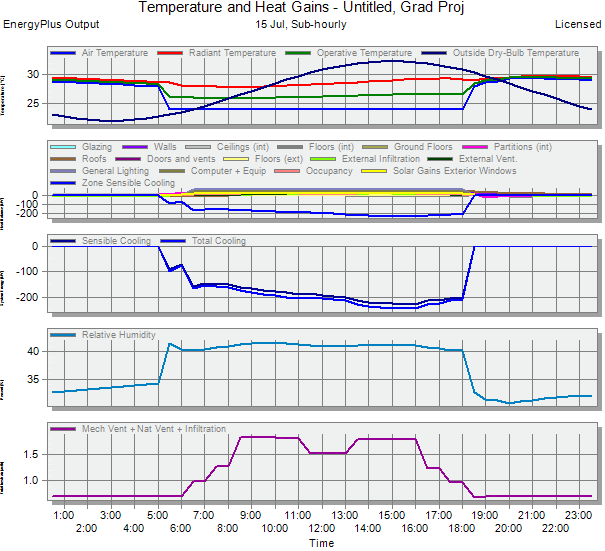 Temperature and Heat Gains - Untitled, Grad Proj
EnergyPlus Output 15 Jul, Sub-hourly Licensed
Air Temperature Radiant Temperature Operative Temperature Outside Dry-Bulb Temperature
30
25
Glazing Walls Ceilings (int) Floors (int) Ground Floors Partitions (int)
Roofs Doors and vents Floors (ext) External Infiltration External Vent.
General Lighting Computer + Equip Occupancy Solar Gains Exterior Windows
Zone Sensible Cooling
0
-100
-200
Sensible Cooling Total Cooling
0
-100
-200
Relative Humidity
40
35
Mech Vent + Nat Vent + Infiltration
1.5
1.0
1:00 3:00 5:00 7:00 9:00 11:00 13:00 15:00 17:00 19:00 21:00 23:00
2:00 4:00 6:00 8:00 10:00 12:00 14:00 16:00 18:00 20:00 22:00
Time